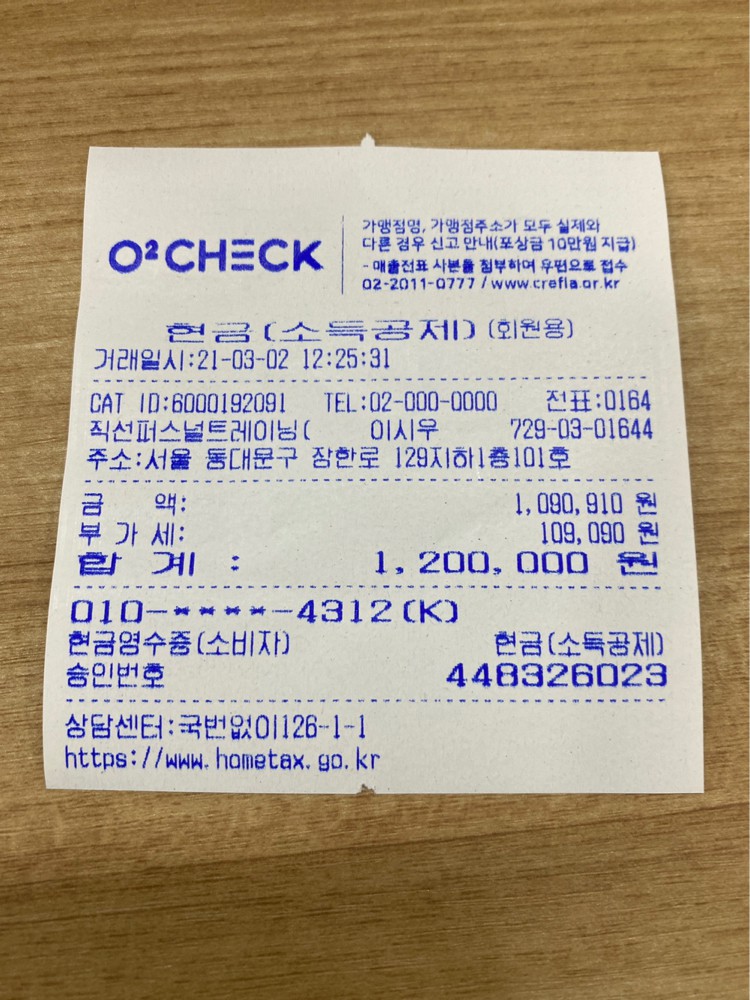 O² CHECK
가맹점명, 가맹점주소가 모두 실제와
다른 경우 신고 안내(포상금 10만원 지급)
- 매출전표 사본을 첨부하여 우편으로 접수
02-2011-0777 / www.crefia.or.kr
현금(소득공제)(회원용)
거래일시:21-03-02 12:25:31
CAT ID:6000192091 TEL:02-000-0000 전표:0164
직선퍼스널트레이닝( 이시우 729-03-01644
주소:서울 동대문구 장한로 129지하1층101호
금 액: 1,090,910 원
부 가 세: 109,090 원
합 계 : 1,200,000 원
010-****-4312(K)
현금영수증(소비자) 현금(소득공제)
승인번호 448326023
상담센터:국번없이126-1-1
https://www.hometax.go.kr